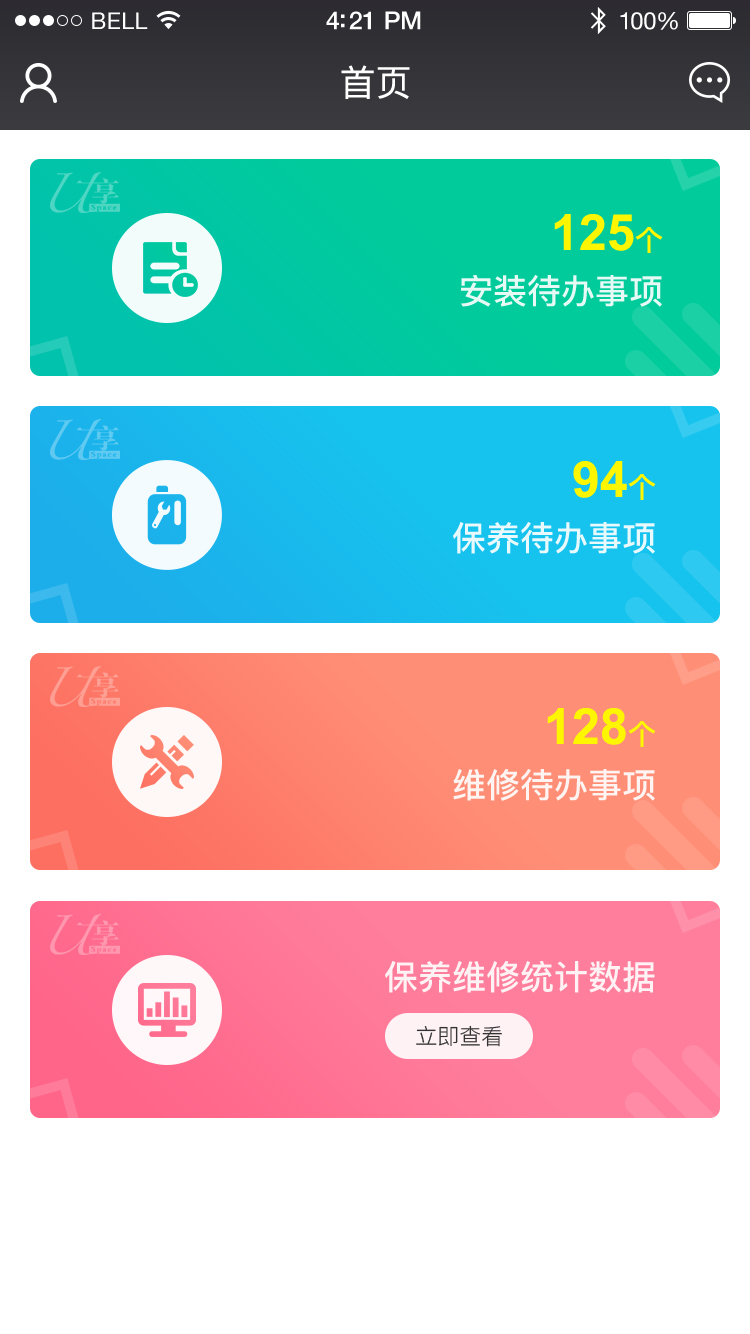 BELL 4:21 PM 100%
首页
U享
Space
125个
安装待办事项
U享
Space
94个
保养待办事项
U享
Space
128个
维修待办事项
U享
Space
保养维修统计数据
立即查看